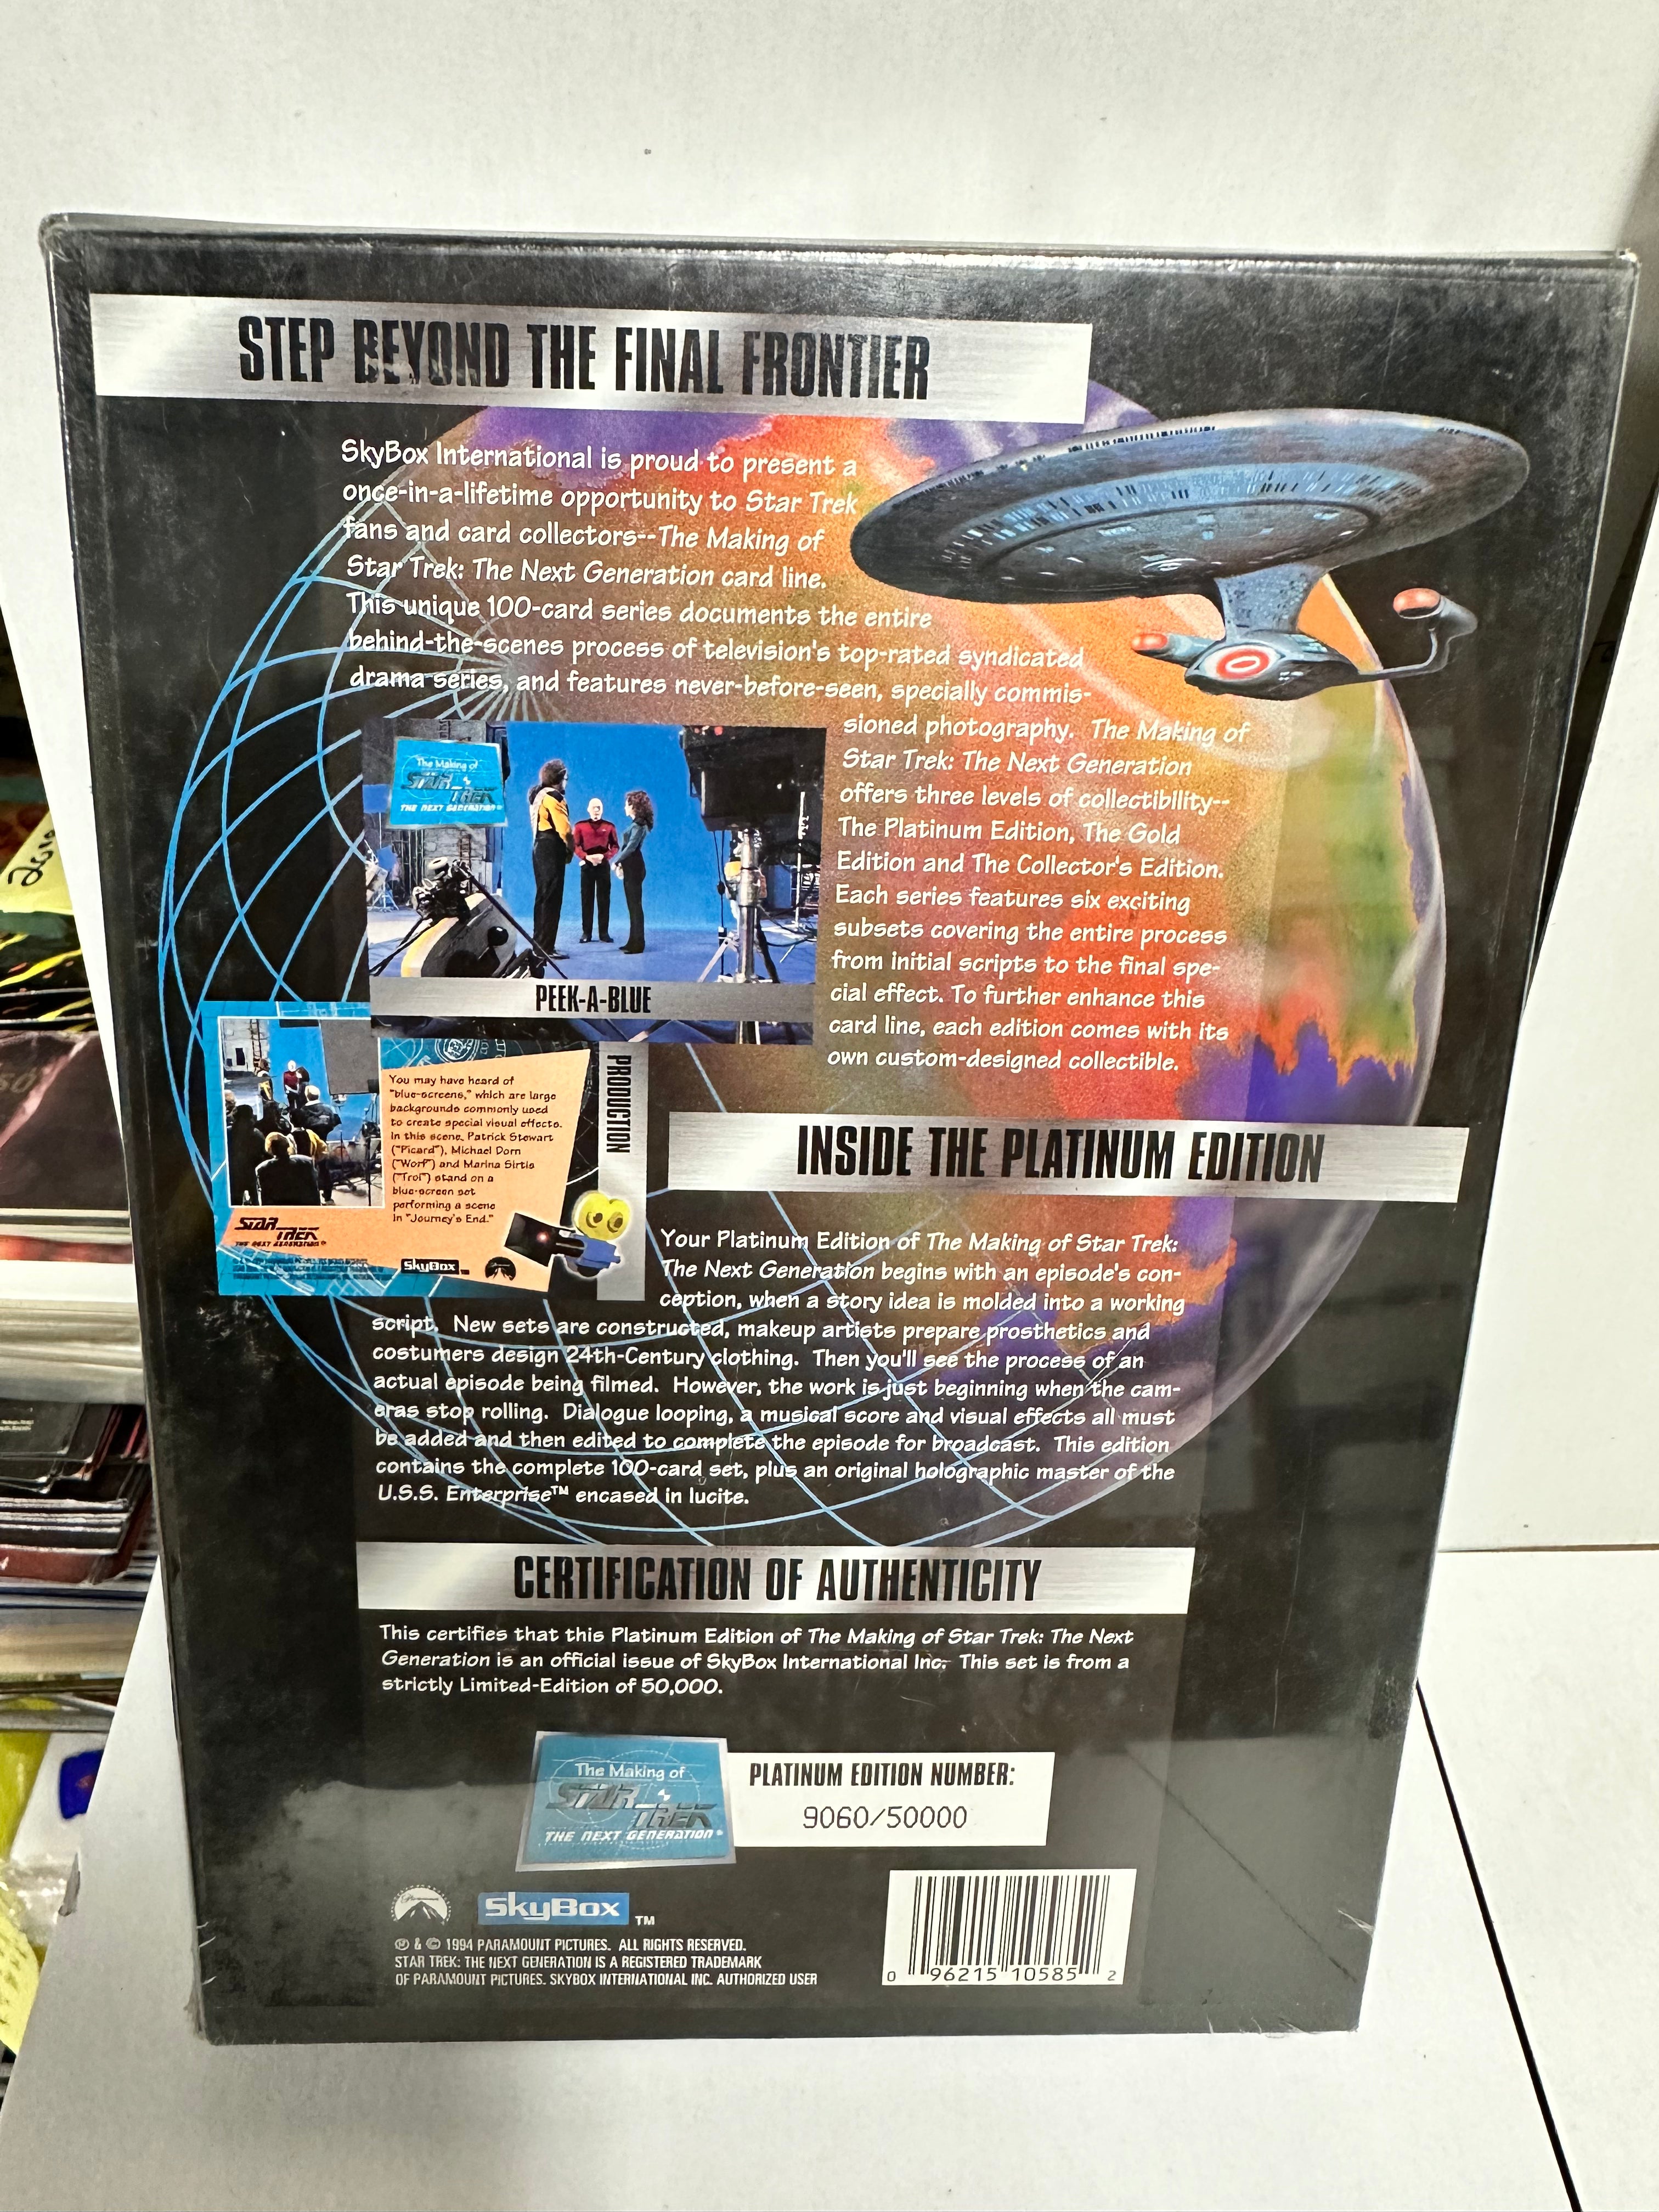 STEP BEYOND THE FINAL FRONTIER
SkyBox International is proud to present a
once-in-a-lifetime opportunity to Star Trek
fans and card collectors--The Making of
Star Trek: The Next Generation card line.
This unique 100-card series documents the entire
behind-the-scenes process of television's top-rated syndicated
drama series, and features never-before-seen, specially commis-
sioned photography. The Making of
Star Trek: The Next Generation
offers three levels of collectibility--
The Platinum Edition, The Gold
Edition and The Collector's Edition.
Each series features six exciting
subsets covering the entire process
from initial scripts to the final spe-
cial effect. To further enhance this
card line, each edition comes with its
own custom-designed collectible.
The Making of
STAR TREK
THE NEXT GENERATION
PEEK-A-BLUE
PRODUCTION
You may have heard of
"blue-screens," which are large
backgrounds commonly used
to create special visual effects.
In this scene, Patrick Stewart
("Picard"), Michael Dorn
("Worf") and Marina Sirtis
("Troi") stand on a
blue-screen set
performing a scene
in "Journey's End."
STAR TREK
THE NEXT GENERATION
SkyBox
INSIDE THE PLATINUM EDITION
Your Platinum Edition of The Making of Star Trek:
The Next Generation begins with an episode's con-
ception, when a story idea is molded into a working
script. New sets are constructed, makeup artists prepare prosthetics and
costumers design 24th-Century clothing. Then you'll see the process of an
actual episode being filmed. However, the work is just beginning when the cam-
eras stop rolling. Dialogue looping, a musical score and visual effects all must
be added and then edited to complete the episode for broadcast. This edition
contains the complete 100-card set, plus an original holographic master of the
U.S.S. Enterprise™ encased in lucite.
CERTIFICATION OF AUTHENTICITY
This certifies that this Platinum Edition of The Making of Star Trek: The Next
Generation is an official issue of SkyBox International Inc. This set is from a
strictly Limited-Edition of 50,000.
The Making of
STAR TREK
THE NEXT GENERATION®
PLATINUM EDITION NUMBER:
9060/50000
Paramount
SkyBox TM
® & © 1994 PARAMOUNT PICTURES. ALL RIGHTS RESERVED.
STAR TREK: THE NEXT GENERATION IS A REGISTERED TRADEMARK
OF PARAMOUNT PICTURES. SKYBOX INTERNATIONAL INC. AUTHORIZED USER
0 96215 10585 2